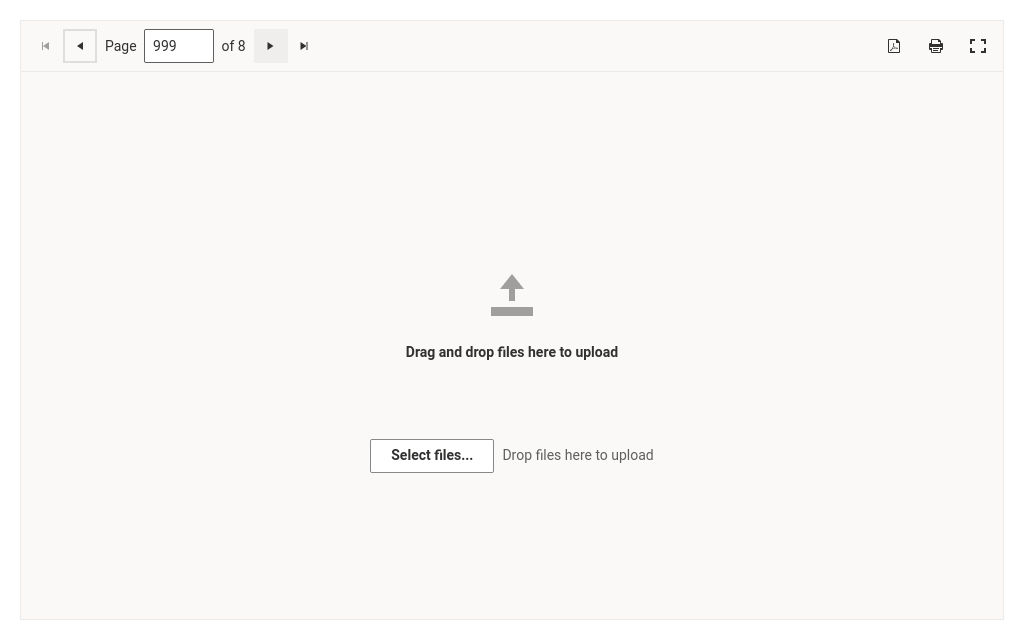 Page 999 of 8
Drag and drop files here to upload
Select files... Drop files here to upload